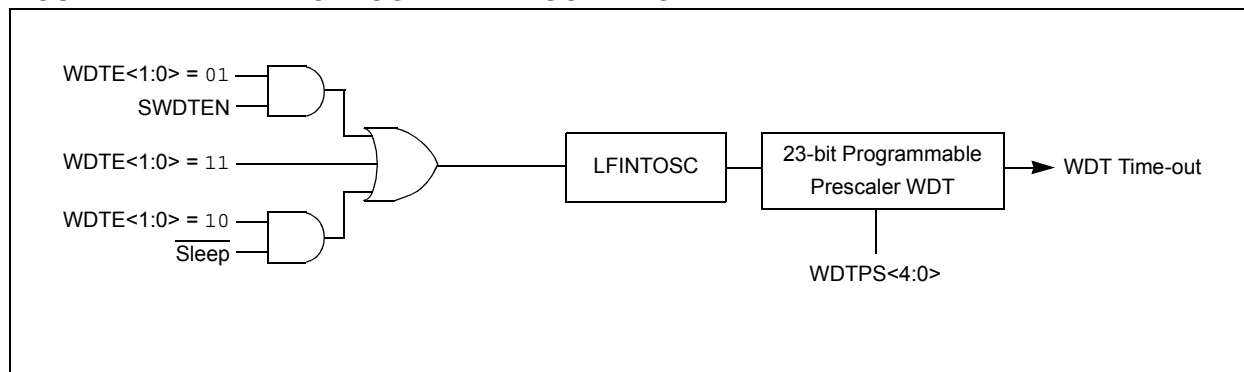 WDTE<1:0> = 01
SWDTEN
WDTE<1:0> = 11
WDTE<1:0> = 10
Sleep
LFINTOSC
23-bit Programmable
Prescaler WDT
WDT Time-out
WDTPS<4:0>